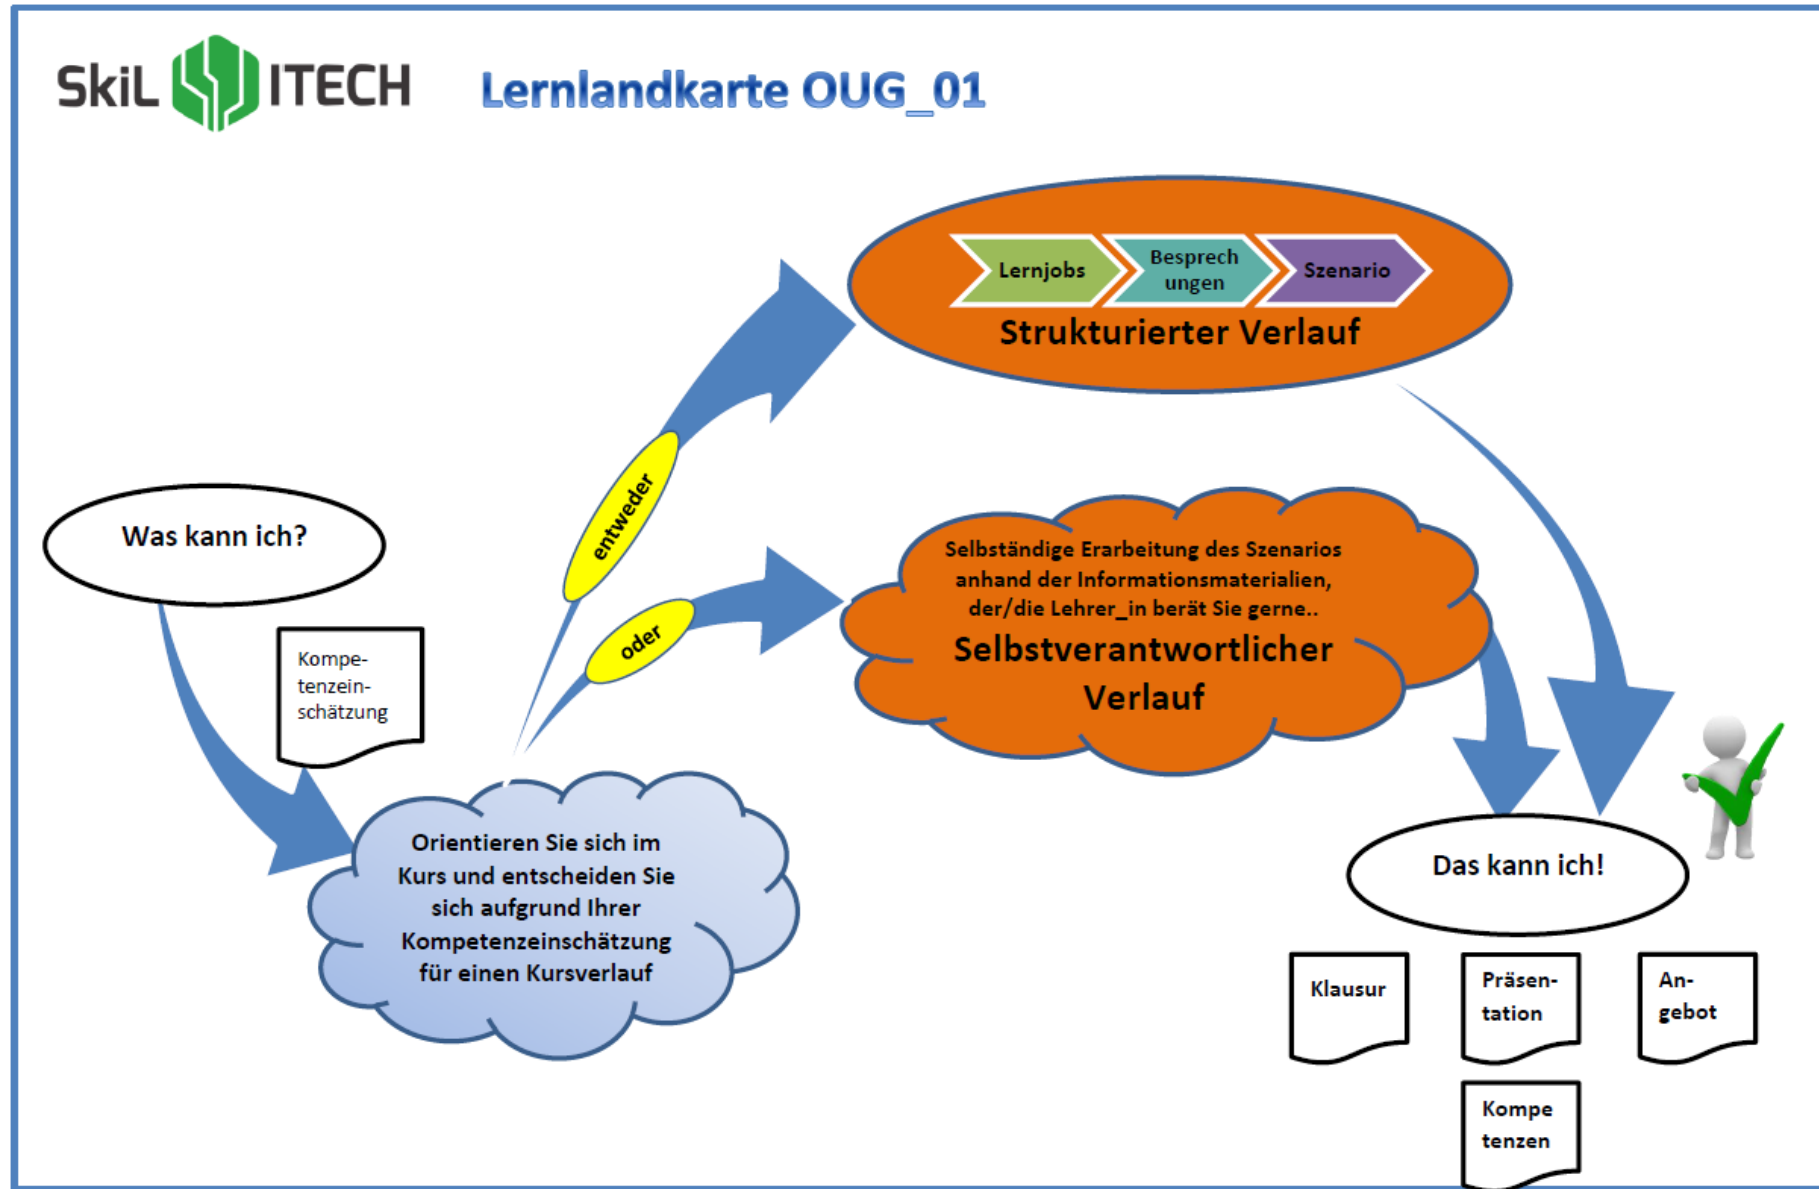 SkiL ITECH
Lernlandkarte OUG_01
Lernjobs
Besprech
ungen
Szenario
Strukturierter Verlauf
entweder
oder
Was kann ich?
Kompe-
tenzein-
schätzung
Selbständige Erarbeitung des Szenarios
anhand der Informationsmaterialien,
der/die Lehrer_in berät Sie gerne..
Selbstverantwortlicher
Verlauf
Orientieren Sie sich im
Kurs und entscheiden Sie
sich aufgrund Ihrer
Kompetenzeinschätzung
für einen Kursverlauf
Das kann ich!
Klausur
Präsen-
tation
An-
gebot
Kompe
tenzen